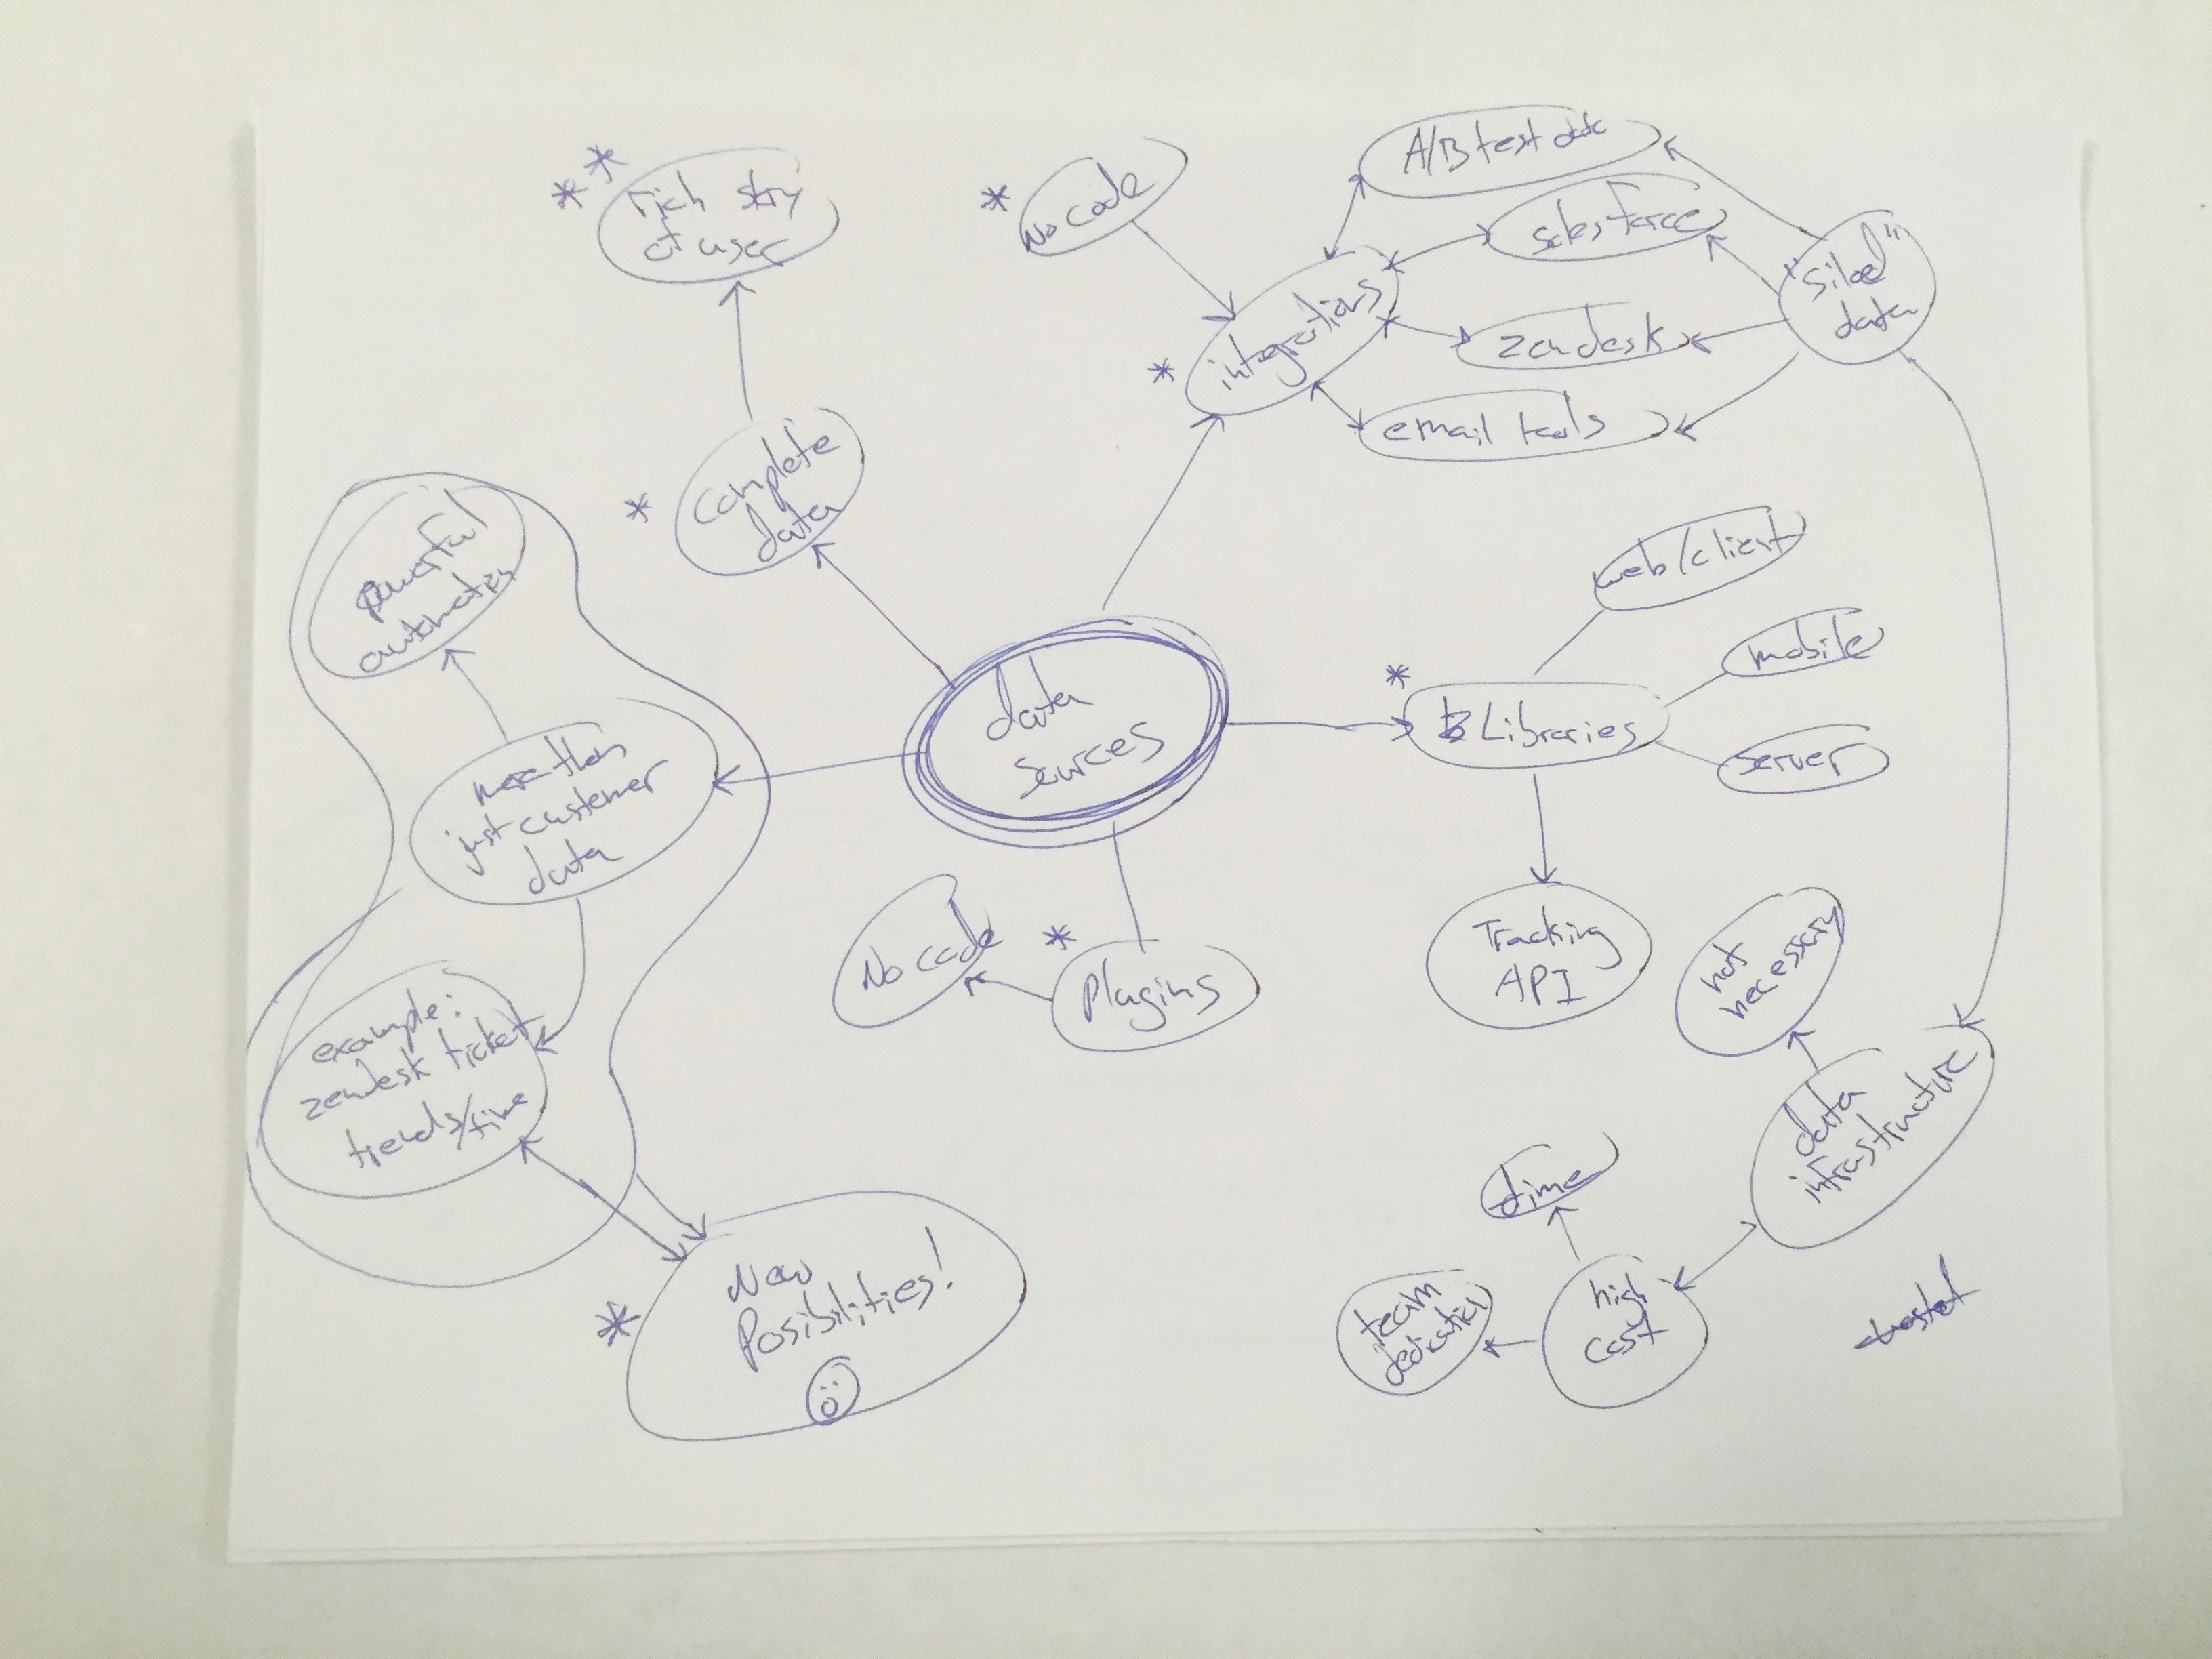 A/B test data
* No code
* *
rich story
of user
salesforce
"Siloed"
data
* integrations
zendesk
email tools
* Complete
data
web/client
powerful
automation
mobile
data
sources
*
Libraries
server
more than
just customer
data
No code
*
Plugins
Tracking
API
not
necessary
example:
zendesk ticket
trends/time
data
infrastructure
time
New
Posibilities!
*
high
cost
team
dedication